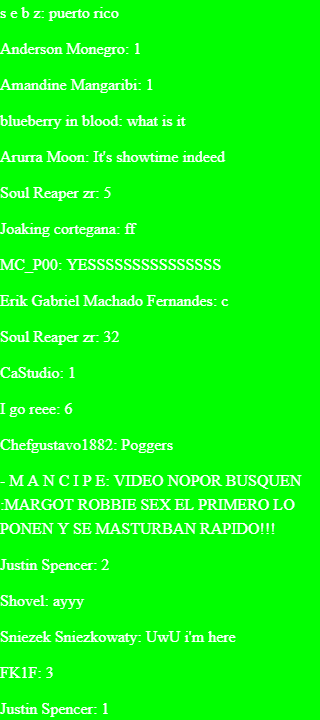 s e b z: puerto rico
Anderson Monegro: 1
Amandine Mangaribi: 1
blueberry in blood: what is it
Arurra Moon: It's showtime indeed
Soul Reaper zr: 5
Joaking cortegana: ff
MC_P00: YESSSSSSSSSSSSSSS
Erik Gabriel Machado Fernandes: c
Soul Reaper zr: 32
CaStudio: 1
I go reee: 6
Chefgustavo1882: Poggers
- M A N C I P E: VIDEO NOPOR BUSQUEN
:MARGOT ROBBIE SEX EL PRIMERO LO
PONEN Y SE MASTURBAN RAPIDO!!!
Justin Spencer: 2
Shovel: ayyy
Sniezek Sniezkowaty: UwU i'm here
FK1F: 3
Justin Spencer: 1